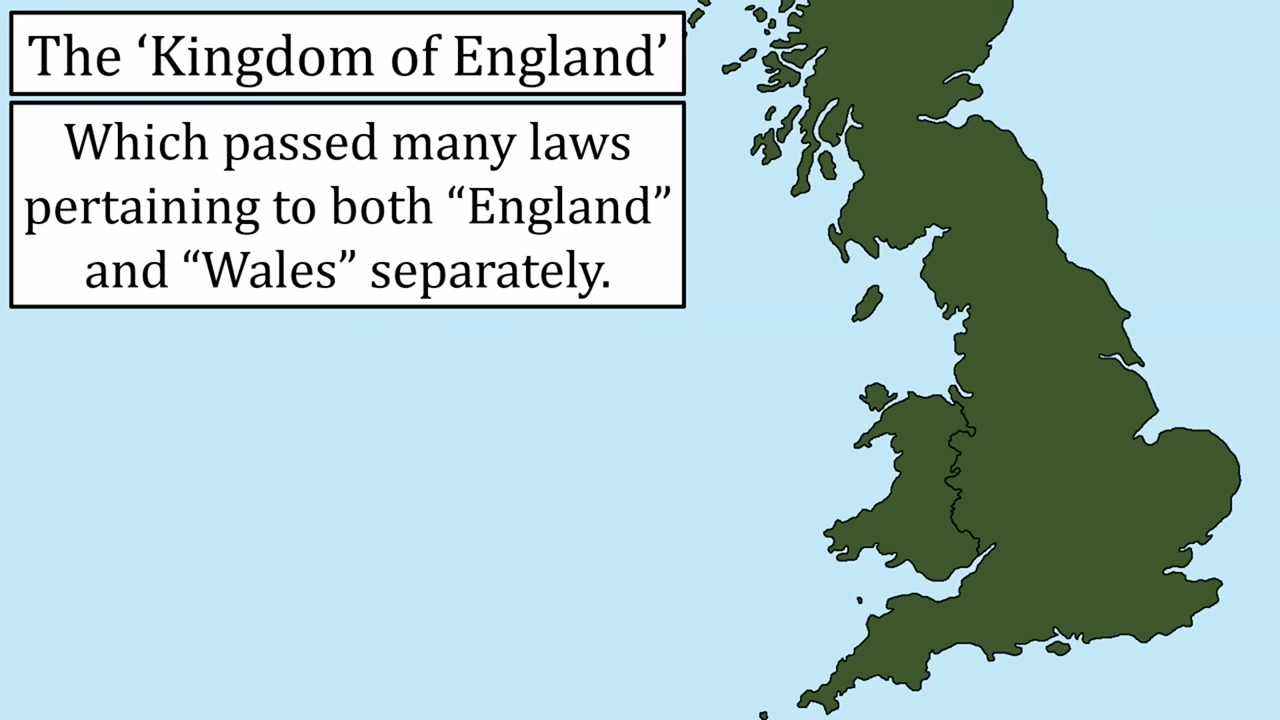 The ‘Kingdom of England’
Which passed many laws
pertaining to both “England”
and “Wales” separately.